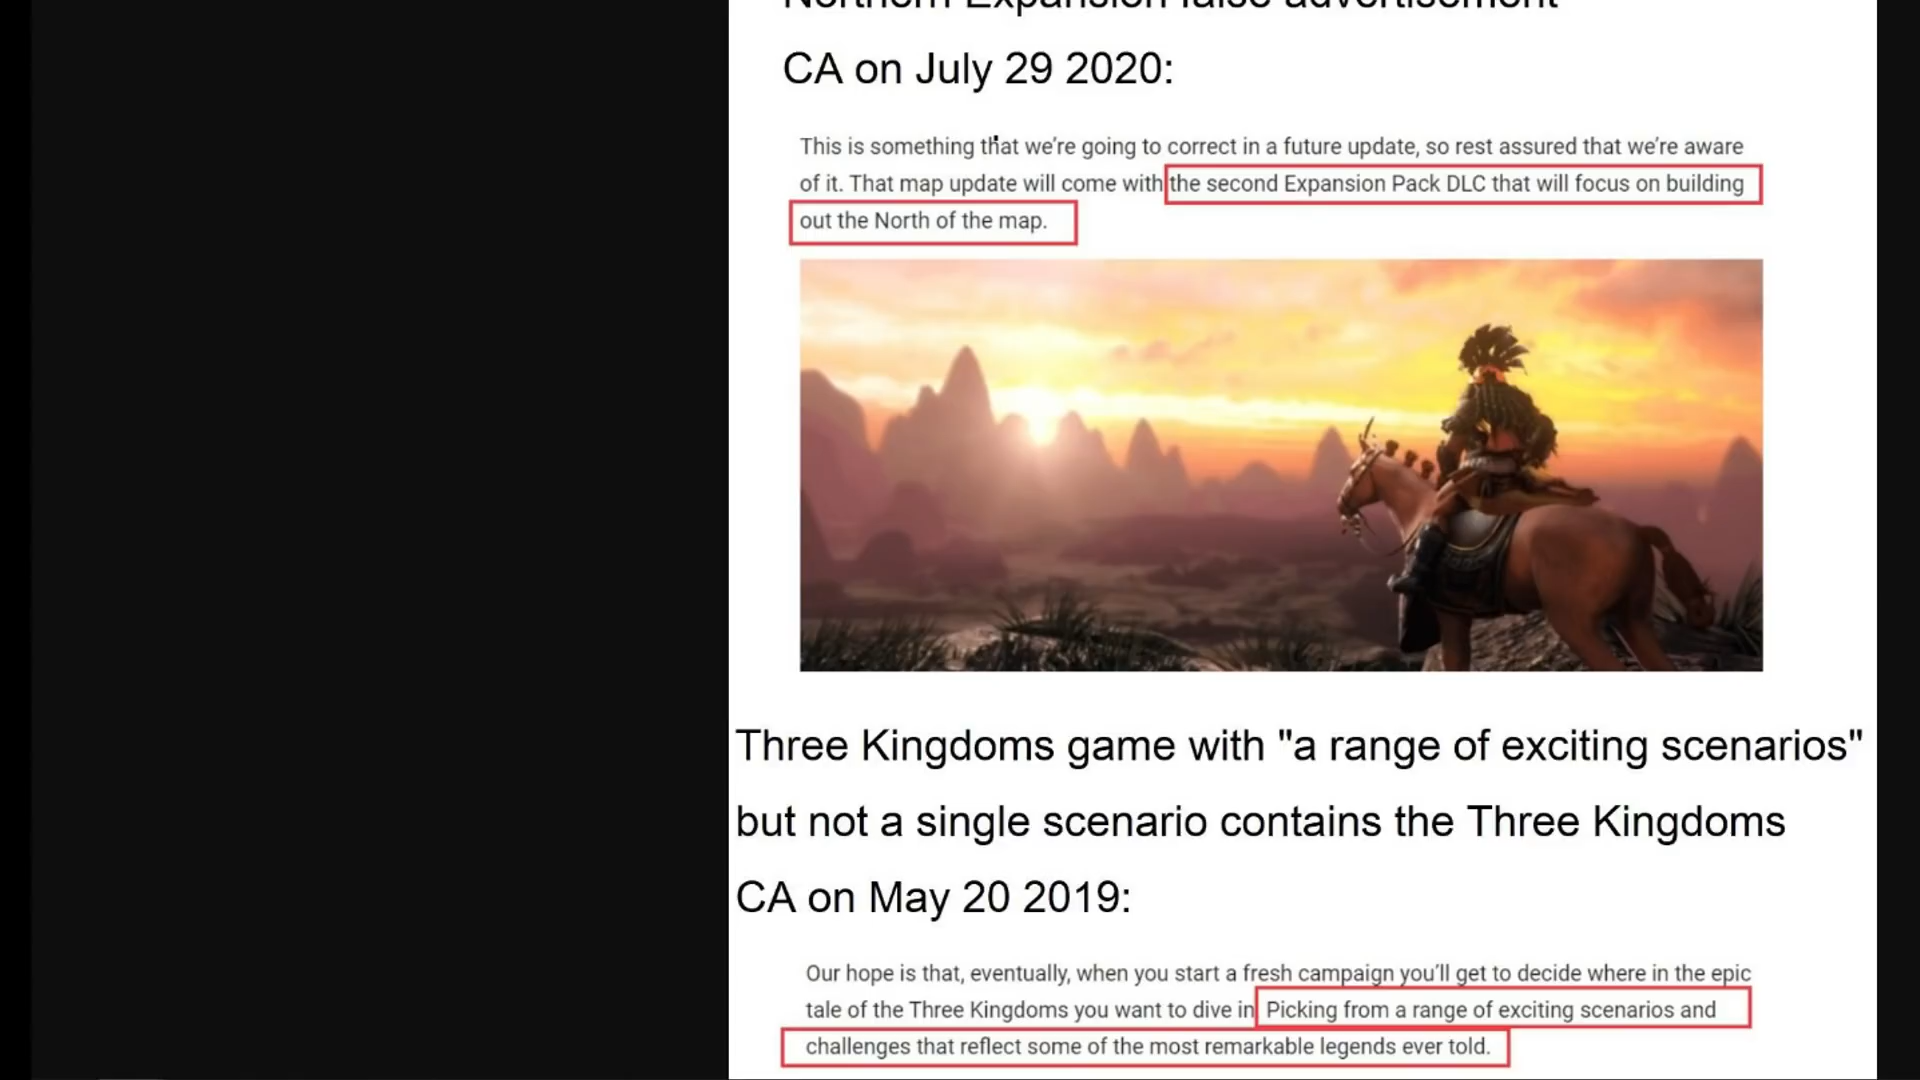 Northern Expansion false advertisement
CA on July 29 2020:
This is something that we're going to correct in a future update, so rest assured that we're aware
of it. That map update will come with the second Expansion Pack DLC that will focus on building
out the North of the map.
Three Kingdoms game with "a range of exciting scenarios"
but not a single scenario contains the Three Kingdoms
CA on May 20 2019:
Our hope is that, eventually, when you start a fresh campaign you'll get to decide where in the epic
tale of the Three Kingdoms you want to dive in Picking from a range of exciting scenarios and
challenges that reflect some of the most remarkable legends ever told.